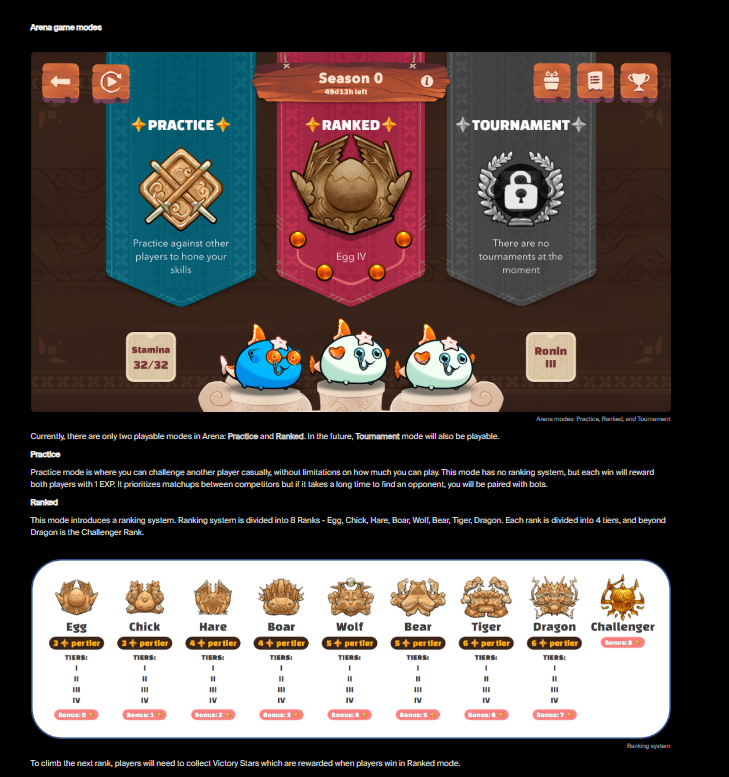 Arena game modes
Season 0
49d13h left
PRACTICE
RANKED
TOURNAMENT
Practice against other
players to hone your
skills
Egg IV
There are no
tournaments at the
moment
Stamina
32/32
Ronin
III
Arena modes: Practice, Ranked, and Tournament
Currently, there are only two playable modes in Arena: Practice and Ranked. In the future, Tournament mode will also be playable.
Practice
Practice mode is where you can challenge another player casually, without limitations on how much you can play. This mode has no ranking system, but each win will reward
both players with 1 EXP. It prioritizes matchups between competitors but if it takes a long time to find an opponent, you will be paired with bots.
Ranked
This mode introduces a ranking system. Ranking system is divided into 8 Ranks - Egg, Chick, Hare, Boar, Wolf, Bear, Tiger, Dragon. Each rank is divided into 4 tiers, and beyond
Dragon is the Challenger Rank.
Egg Chick Hare Boar Wolf Bear Tiger Dragon Challenger
3 per tier 3 per tier 4 per tier 4 per tier 5 per tier 5 per tier 6 per tier 6 per tier Bonus: 8
TIERS: TIERS: TIERS: TIERS: TIERS: TIERS: TIERS: TIERS:
I I I I I I I I
II II II II II II II II
III III III III III III III III
IV IV IV IV IV IV IV IV
Bonus: 0 Bonus: 1 Bonus: 2 Bonus: 3 Bonus: 4 Bonus: 5 Bonus: 6 Bonus: 7
Ranking system
To climb the next rank, players will need to collect Victory Stars which are rewarded when players win in Ranked mode.